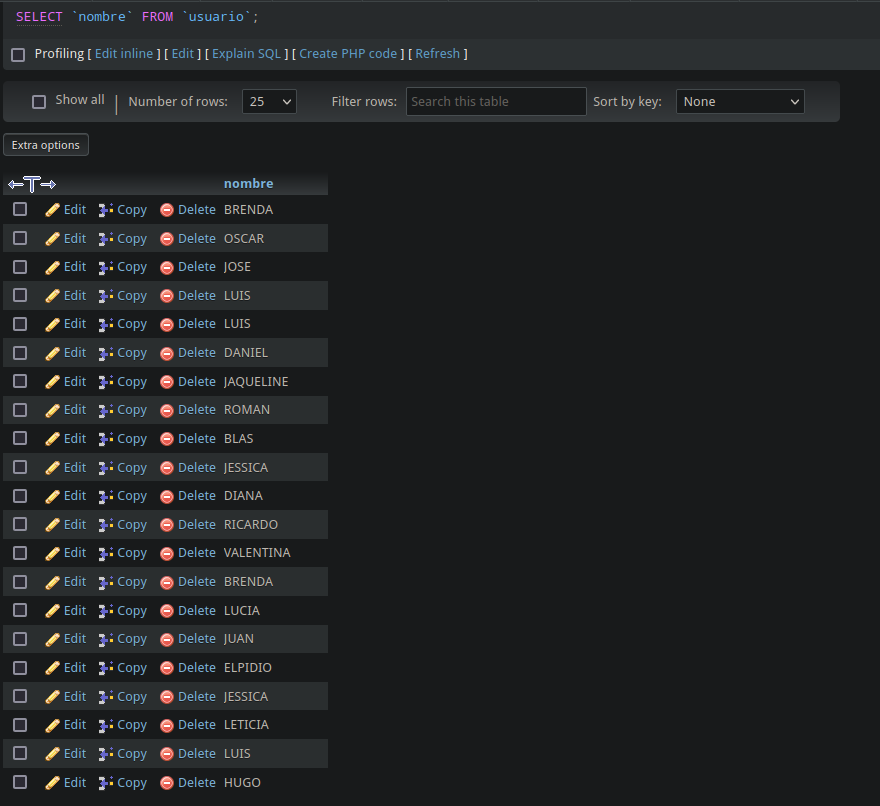 SELECT `nombre` FROM `usuario`;
Profiling [ Edit inline ] [ Edit ] [ Explain SQL ] [ Create PHP code ] [ Refresh ]
Show all Number of rows: 25 Filter rows: Search this table Sort by key: None
Extra options
nombre
Edit Copy Delete BRENDA
Edit Copy Delete OSCAR
Edit Copy Delete JOSE
Edit Copy Delete LUIS
Edit Copy Delete LUIS
Edit Copy Delete DANIEL
Edit Copy Delete JAQUELINE
Edit Copy Delete ROMAN
Edit Copy Delete BLAS
Edit Copy Delete JESSICA
Edit Copy Delete DIANA
Edit Copy Delete RICARDO
Edit Copy Delete VALENTINA
Edit Copy Delete BRENDA
Edit Copy Delete LUCIA
Edit Copy Delete JUAN
Edit Copy Delete ELPIDIO
Edit Copy Delete JESSICA
Edit Copy Delete LETICIA
Edit Copy Delete LUIS
Edit Copy Delete HUGO